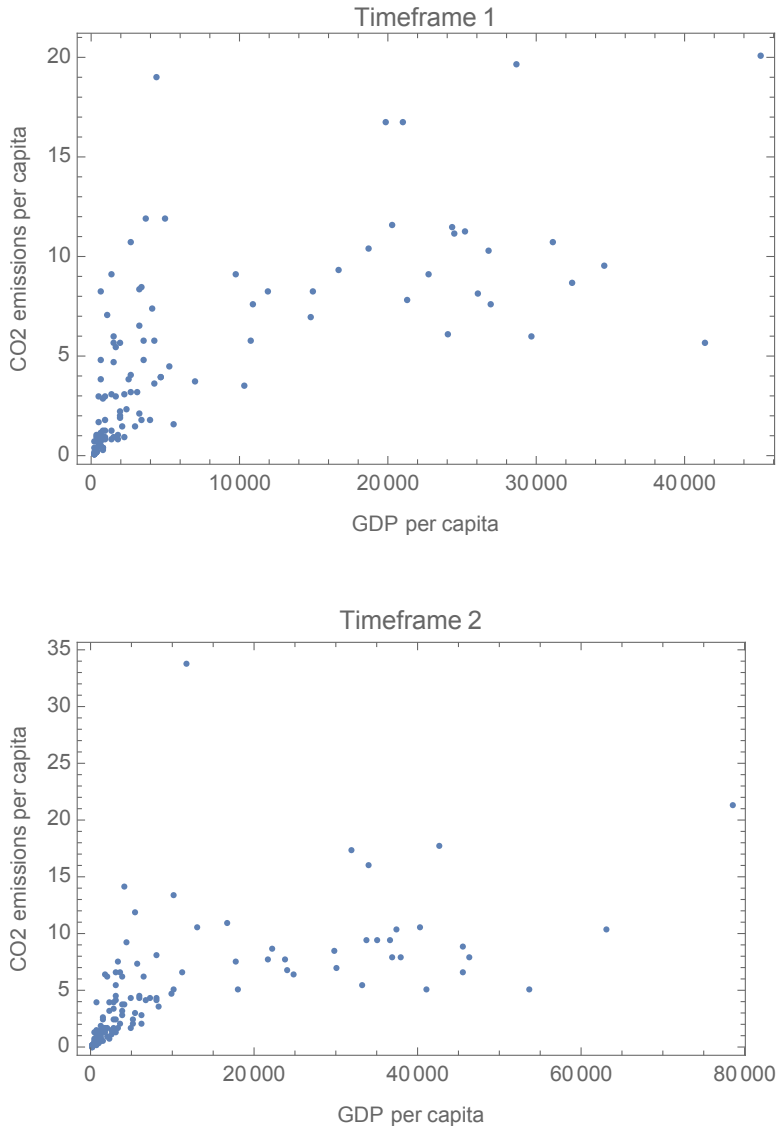 Timeframe 1
20
15
10
5
0
CO2 emissions per capita
0 10000 20000 30000 40000
GDP per capita
Timeframe 2
35
30
25
20
15
10
5
0
CO2 emissions per capita
0 20000 40000 60000 80000
GDP per capita